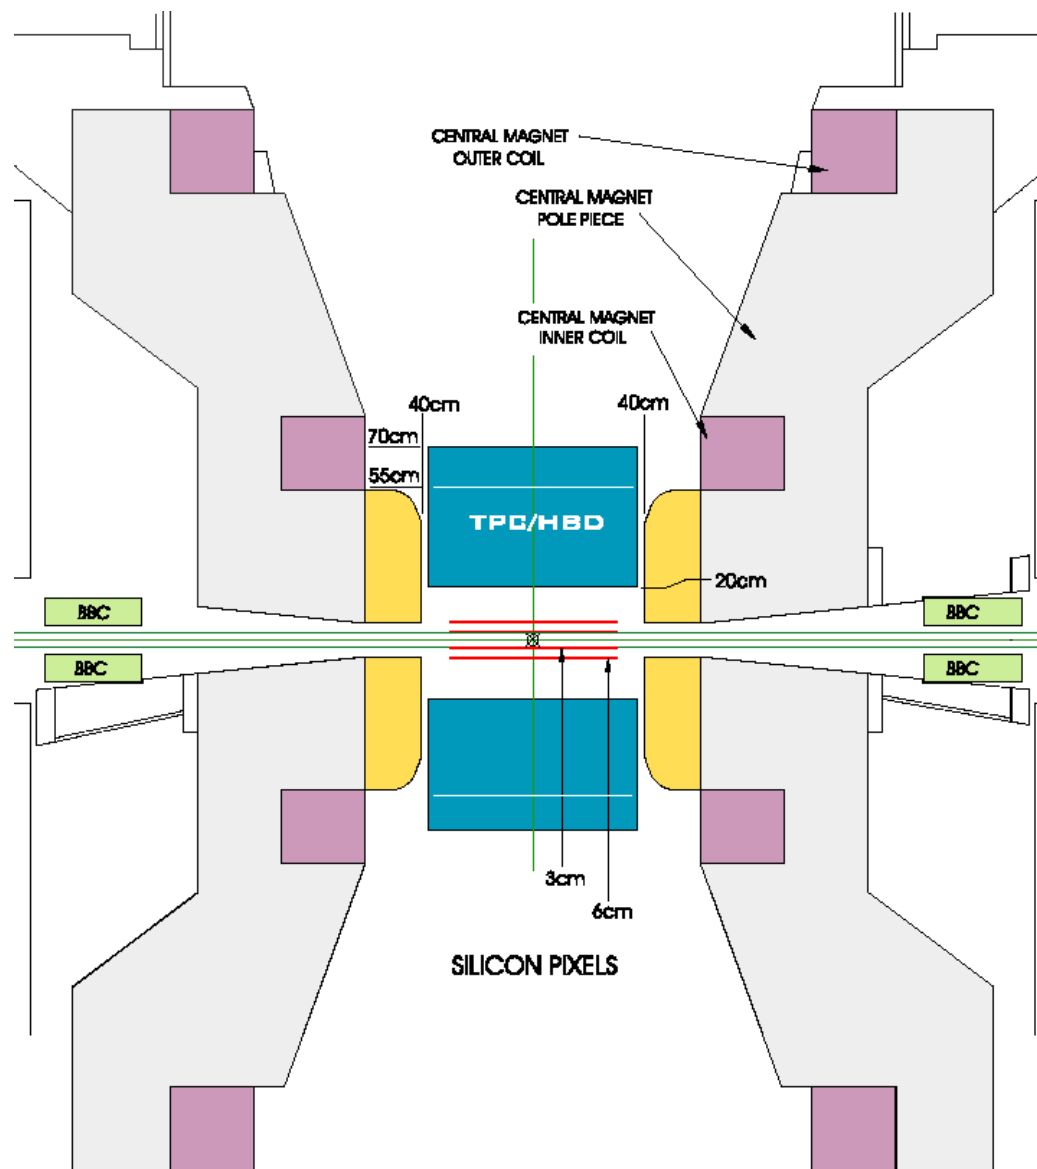 CENTRAL MAGNET
OUTER COIL
CENTRAL MAGNET
POLE PIECE
CENTRAL MAGNET
INNER COIL
40cm
40cm
70cm
55cm
TPC/HBD
20cm
BBC
BBC
BBC
BBC
3cm
6cm
SILICON PIXELS